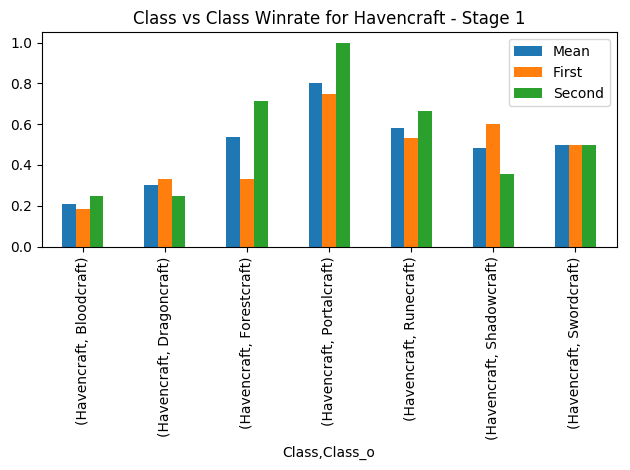 Class vs Class Winrate for Havencraft - Stage 1
1.0
0.8
0.6
0.4
0.2
0.0
Mean
First
Second
(Havencraft, Bloodcraft)
(Havencraft, Dragoncraft)
(Havencraft, Forestcraft)
(Havencraft, Portalcraft)
(Havencraft, Runecraft)
(Havencraft, Shadowcraft)
(Havencraft, Swordcraft)
Class,Class_o